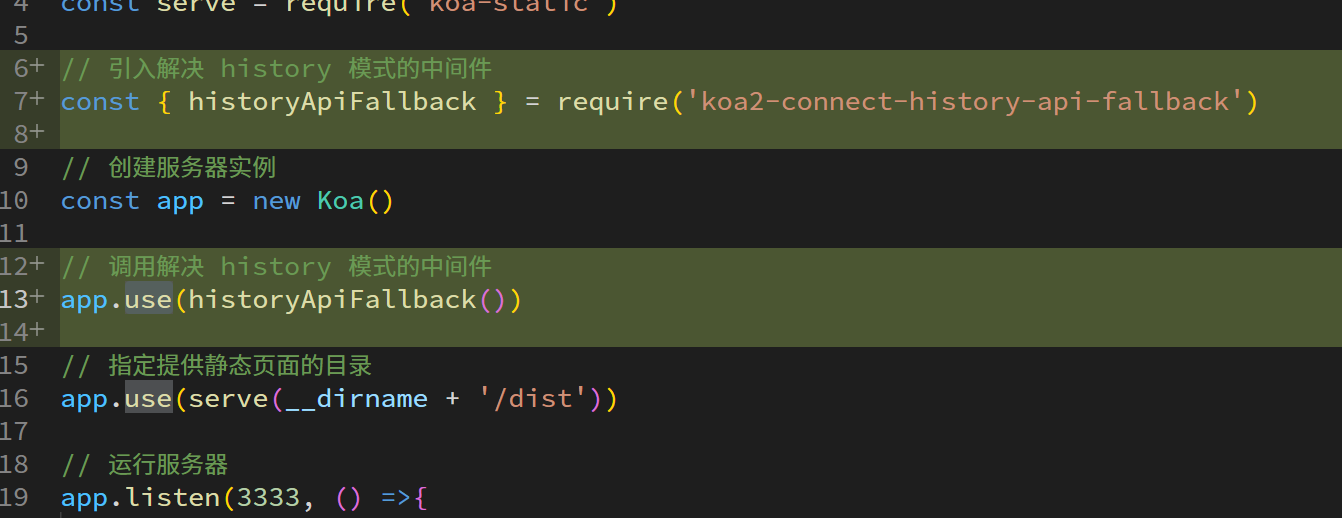 4 const serve = require('koa-static')
5
6+ // 引入解决 history 模式的中间件
7+ const { historyApiFallback } = require('koa2-connect-history-api-fallback')
8+
9 // 创建服务器实例
10 const app = new Koa()
11
12+ // 调用解决 history 模式的中间件
13+ app.use(historyApiFallback())
14+
15 // 指定提供静态页面的目录
16 app.use(serve(__dirname + '/dist'))
17
18 // 运行服务器
19 app.listen(3333, () =>{